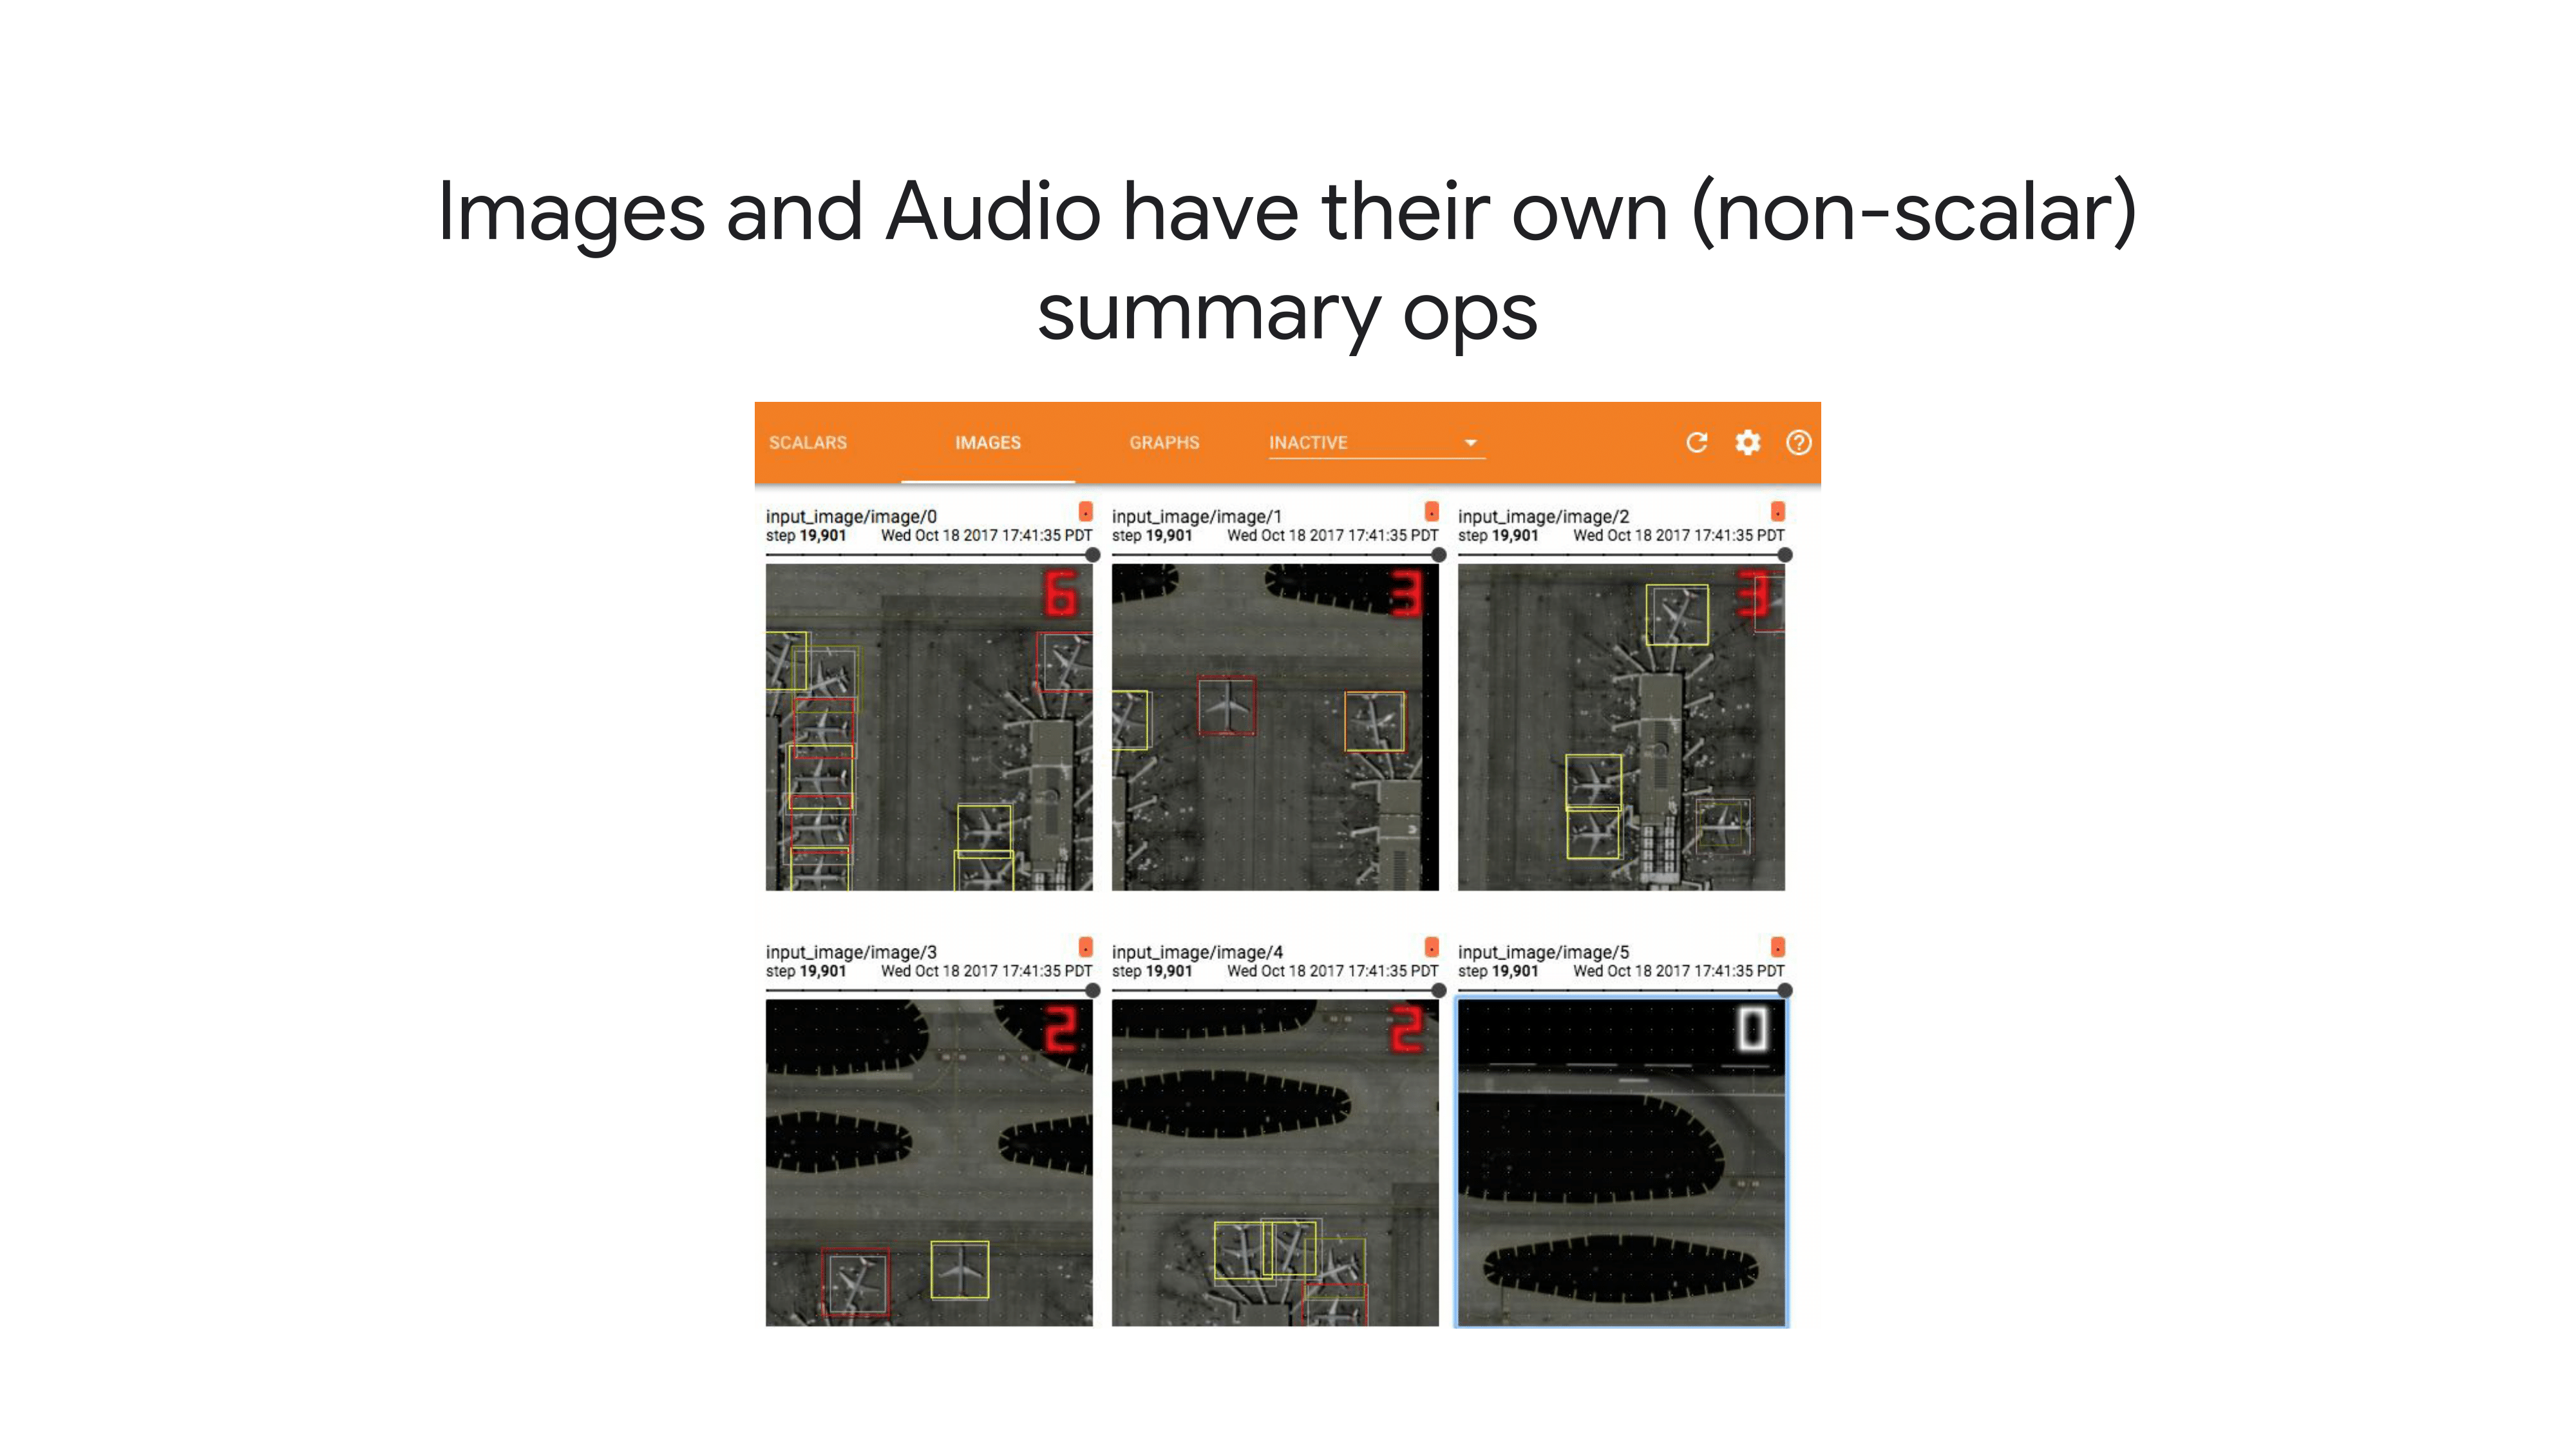 Images and Audio have their own (non-scalar)
summary ops
SCALARS IMAGES GRAPHS INACTIVE
input_image/image/0 input_image/image/1 input_image/image/2
step 19,901 Wed Oct 18 2017 17:41:35 PDT step 19,901 Wed Oct 18 2017 17:41:35 PDT step 19,901 Wed Oct 18 2017 17:41:35 PDT
6 3 3
input_image/image/3 input_image/image/4 input_image/image/5
step 19,901 Wed Oct 18 2017 17:41:35 PDT step 19,901 Wed Oct 18 2017 17:41:35 PDT step 19,901 Wed Oct 18 2017 17:41:35 PDT
2 2 0